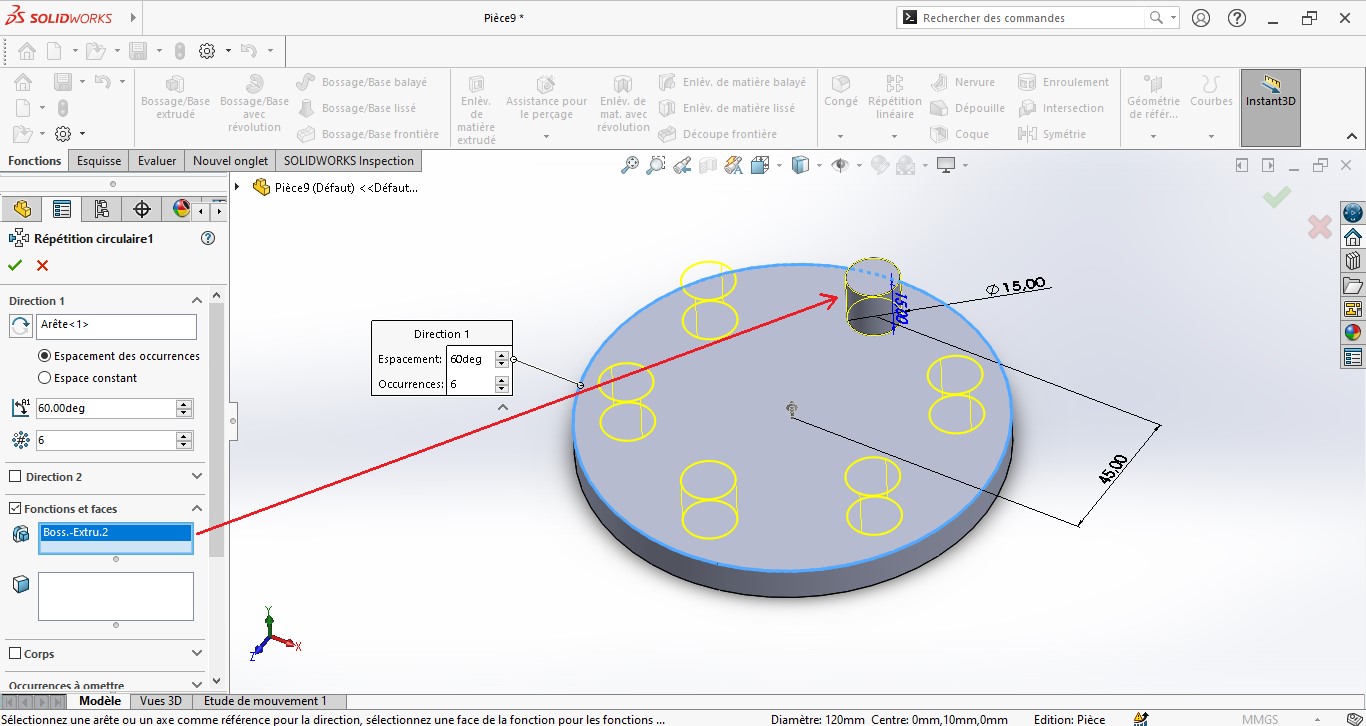 SOLIDWORKS
Pièce9 *
Rechercher des commandes
Bossage/Base
extrudé
Bossage/Base
avec
révolution
Bossage/Base balayé
Bossage/Base lissé
Bossage/Base frontière
Enlèv.
de
matière
extrudé
Assistance pour
le perçage
Enlèv. de
mat. avec
révolution
Enlèv. de matière balayé
Enlèv. de matière lissé
Découpe frontière
Congé
Répétition
linéaire
Nervure
Dépouille
Coque
Enroulement
Intersection
Symétrie
Géométrie
de référ...
Courbes
Instant3D
Fonctions
Esquisse
Evaluer
Nouvel onglet
SOLIDWORKS Inspection
Pièce9 (Défaut) <<Défaut...
Répétition circulaire1
Direction 1
Arête<1>
Espacement des occurrences
Espace constant
60.00deg
6
Direction 2
Fonctions et faces
Boss.-Extru.2
Corps
Occurrences à omettre
Direction 1
Espacement: 60deg
Occurrences: 6
Ø 15,00
15,00
45,00
Y
X
Z
Modèle
Vues 3D
Etude de mouvement 1
Sélectionnez une arête ou un axe comme référence pour la direction, sélectionnez une face de la fonction pour les fonctions ...
Diamètre: 120mm Centre: 0mm,10mm,0mm
Edition: Pièce
MMGS